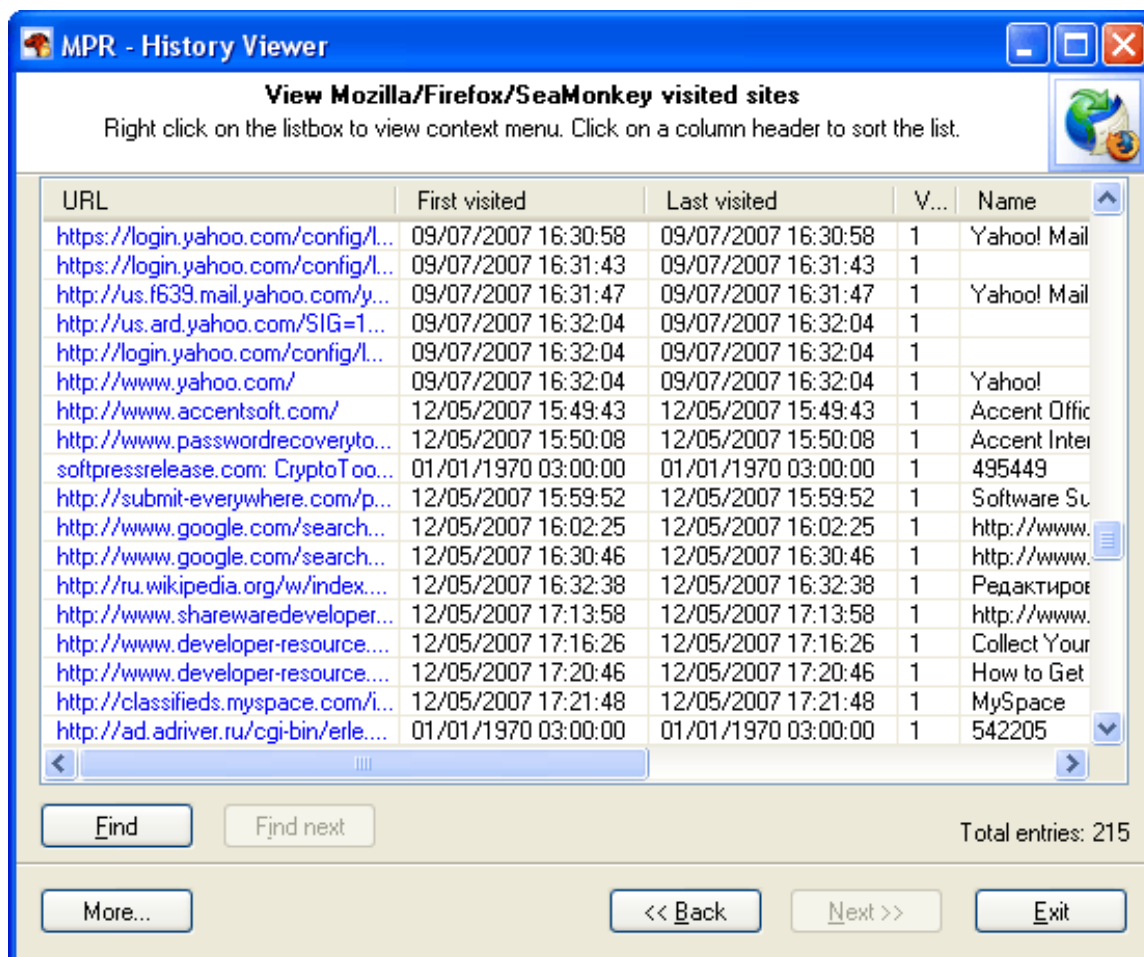 MPR - History Viewer
View Mozilla/Firefox/SeaMonkey visited sites
Right click on the listbox to view context menu. Click on a column header to sort the list.
URL First visited Last visited V... Name
https://login.yahoo.com/config/l... 09/07/2007 16:30:58 09/07/2007 16:30:58 1 Yahoo! Mail
https://login.yahoo.com/config/l... 09/07/2007 16:31:43 09/07/2007 16:31:43 1
http://us.f639.mail.yahoo.com/y... 09/07/2007 16:31:47 09/07/2007 16:31:47 1 Yahoo! Mail
http://us.ard.yahoo.com/SIG=1... 09/07/2007 16:32:04 09/07/2007 16:32:04 1
http://login.yahoo.com/config/l... 09/07/2007 16:32:04 09/07/2007 16:32:04 1
http://www.yahoo.com/ 09/07/2007 16:32:04 09/07/2007 16:32:04 1 Yahoo!
http://www.accentsoft.com/ 12/05/2007 15:49:43 12/05/2007 15:49:43 1 Accent Offic
http://www.passwordrecoveryto... 12/05/2007 15:50:08 12/05/2007 15:50:08 1 Accent Inter
softpressrelease.com: CryptoToo... 01/01/1970 03:00:00 01/01/1970 03:00:00 1 495449
http://submit-everywhere.com/p... 12/05/2007 15:59:52 12/05/2007 15:59:52 1 Software Su
http://www.google.com/search... 12/05/2007 16:02:25 12/05/2007 16:02:25 1 http://www.
http://www.google.com/search... 12/05/2007 16:30:46 12/05/2007 16:30:46 1 http://www.
http://ru.wikipedia.org/w/index.... 12/05/2007 16:32:38 12/05/2007 16:32:38 1 Редактиров
http://www.sharewaredeveloper... 12/05/2007 17:13:58 12/05/2007 17:13:58 1 http://www.
http://www.developer-resource.... 12/05/2007 17:16:26 12/05/2007 17:16:26 1 Collect Your
http://www.developer-resource.... 12/05/2007 17:20:46 12/05/2007 17:20:46 1 How to Get
http://classifieds.myspace.com/i... 12/05/2007 17:21:48 12/05/2007 17:21:48 1 MySpace
http://ad.adriver.ru/cgi-bin/erle.... 01/01/1970 03:00:00 01/01/1970 03:00:00 1 542205
Find Find next Total entries: 215
More... << Back Next >> Exit